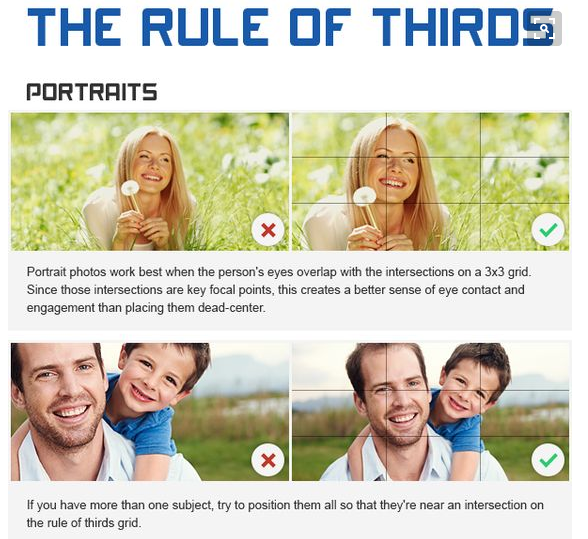 THE RULE OF THIRDS
PORTRAITS
Portrait photos work best when the person's eyes overlap with the intersections on a 3x3 grid.
Since those intersections are key focal points, this creates a better sense of eye contact and
engagement than placing them dead-center.
If you have more than one subject, try to position them all so that they're near an intersection on
the rule of thirds grid.